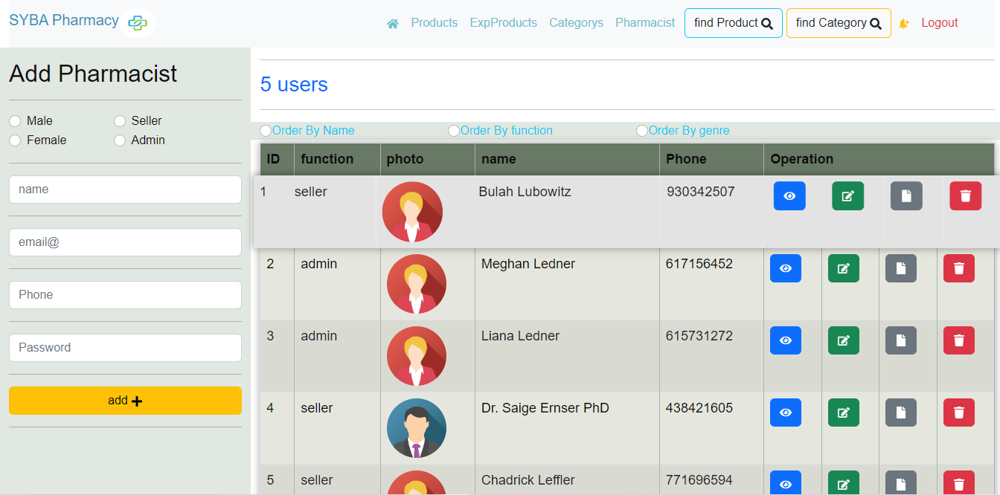 SYBA Pharmacy
Products ExpProducts Categorys Pharmacist find Product find Category Logout
Add Pharmacist
Male Seller
Female Admin
name
email@
Phone
Password
add
5 users
Order By Name Order By function Order By genre
ID function photo name Phone Operation
1 seller Bulah Lubowitz 930342507
2 admin Meghan Ledner 617156452
3 admin Liana Ledner 615731272
4 seller Dr. Saige Ernser PhD 438421605
5 seller Chadrick Leffler 771696594